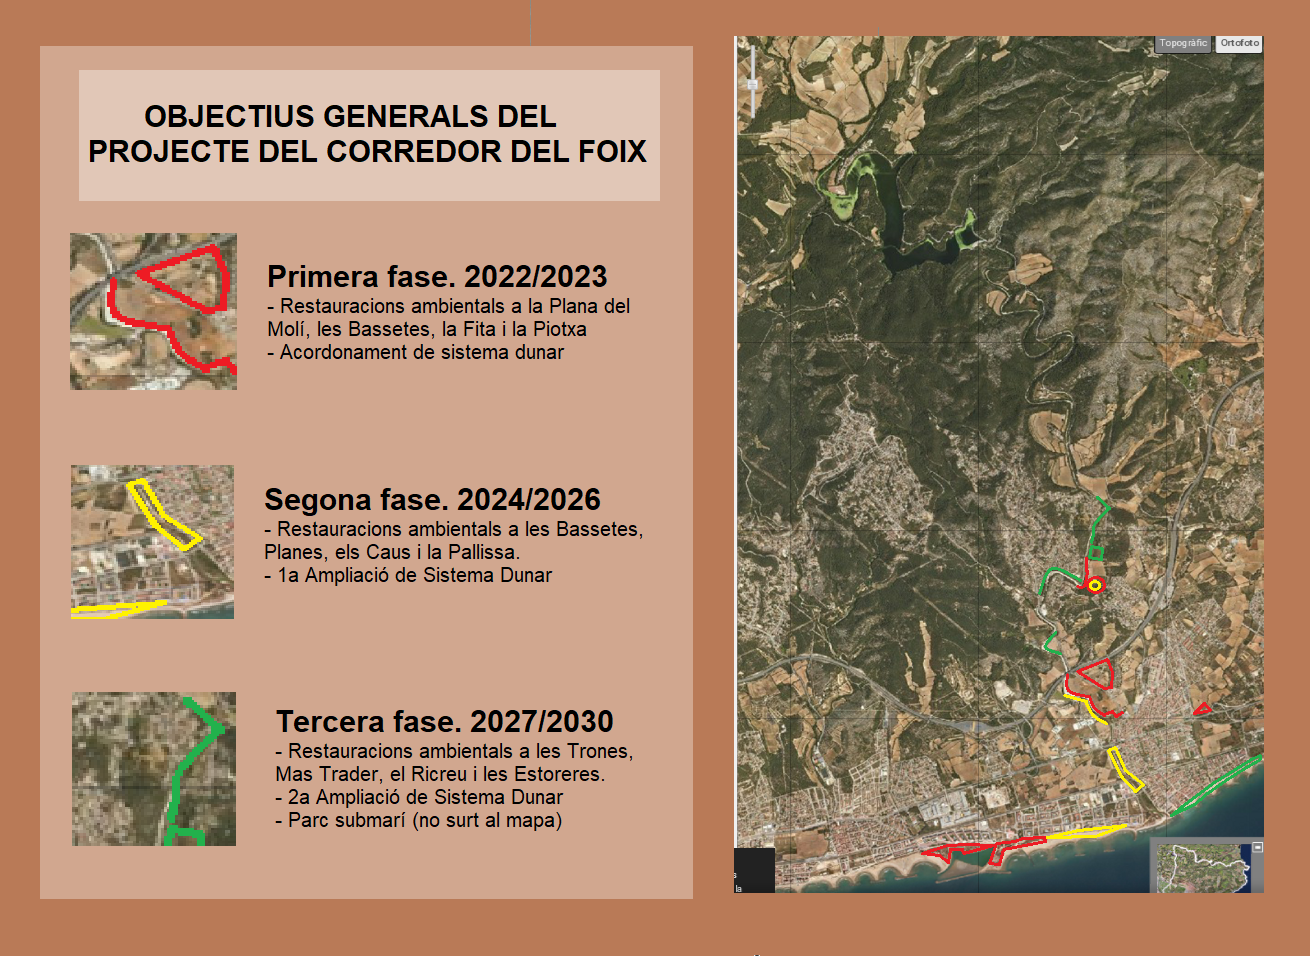 OBJECTIUS GENERALS DEL
PROJECTE DEL CORREDOR DEL FOIX
Primera fase. 2022/2023
- Restauracions ambientals a la Plana del
Molí, les Bassetes, la Fita i la Piotxa
- Acordonament de sistema dunar
Segona fase. 2024/2026
- Restauracions ambientals a les Bassetes,
Planes, els Caus i la Pallissa.
- 1a Ampliació de Sistema Dunar
Tercera fase. 2027/2030
- Restauracions ambientals a les Trones,
Mas Trader, el Ricreu i les Estoreres.
- 2a Ampliació de Sistema Dunar
- Parc submarí (no surt al mapa)
Topogràfic Ortofoto
s
la